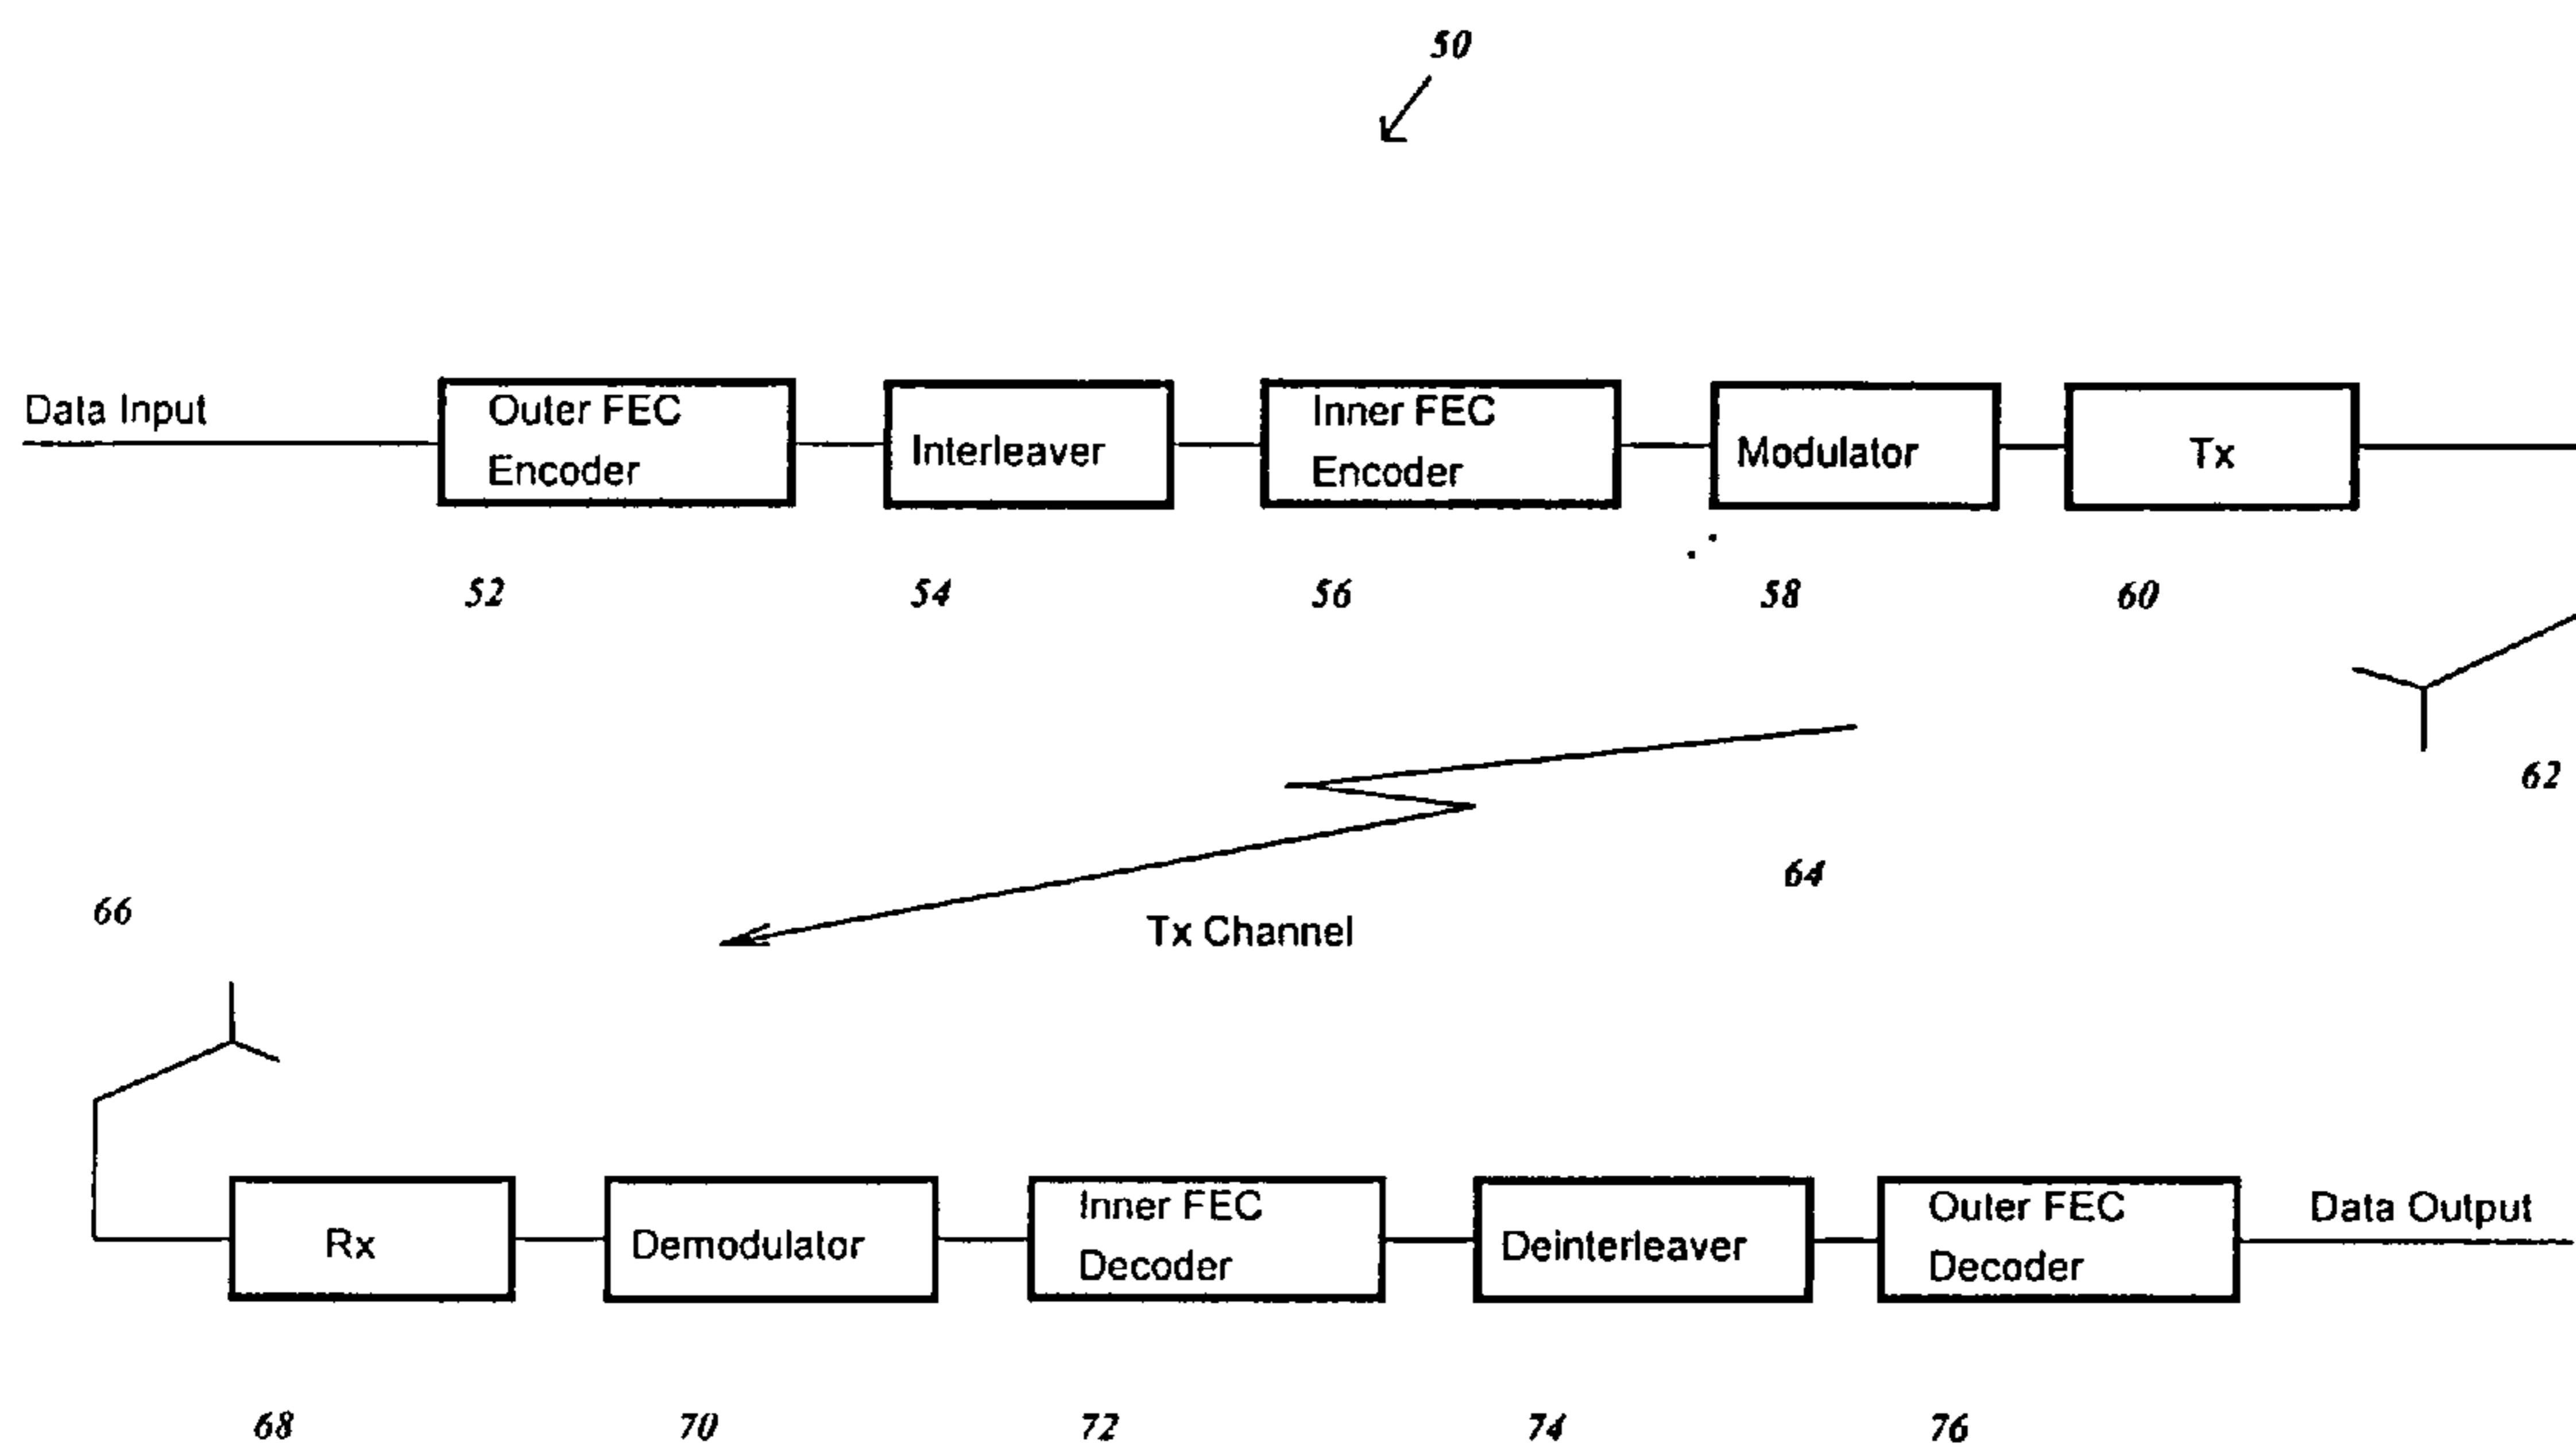 50
Data Input
Outer FEC
Encoder
Interleaver
Inner FEC
Encoder
Modulator
Tx
52
54
56
58
60
62
64
Tx Channel
66
Rx
Demodulator
Inner FEC
Decoder
Deinterleaver
Outer FEC
Decoder
Data Output
68
70
72
74
76